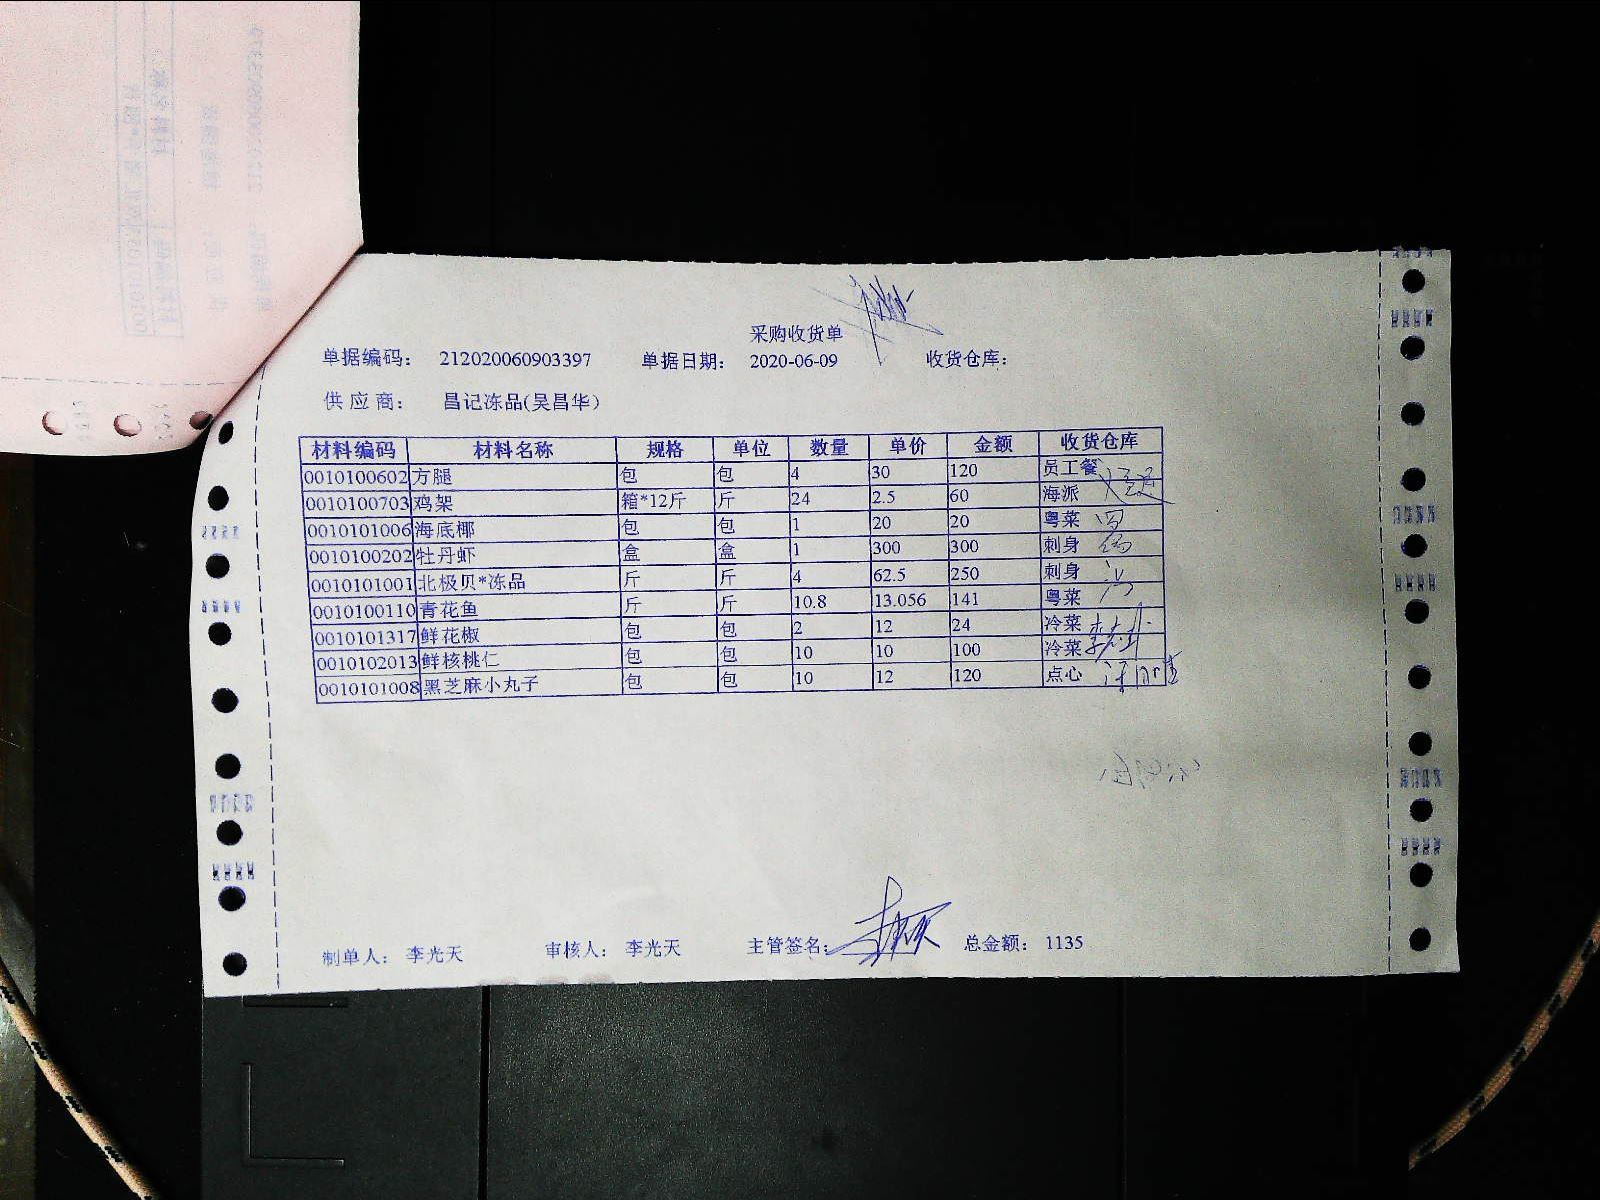 采购收货单
单据编码： 212020060903397 单据日期： 2020-06-09 收货仓库：
供应商： 昌记冻品(吴昌华)
材料编码 材料名称 规格 单位 数量 单价 金额 收货仓库
0010100602 方腿 包 包 4 30 120 员工餐
0010100703 鸡架 箱*12斤 斤 24 2.5 60 海派
0010101006 海底椰 包 包 1 20 20 粤菜
0010100202 牡丹虾 盒 盒 1 300 300 刺身
0010101001 北极贝*冻品 斤 斤 4 62.5 250 刺身
0010100110 青花鱼 斤 斤 10.8 13.056 141 粤菜
0010101317 鲜花椒 包 包 2 12 24 冷菜
0010102013 鲜核桃仁 包 包 10 10 100 冷菜
0010101008 黑芝麻小丸子 包 包 10 12 120 点心
制单人： 李光天 审核人： 李光天 主管签名： 总金额： 1135